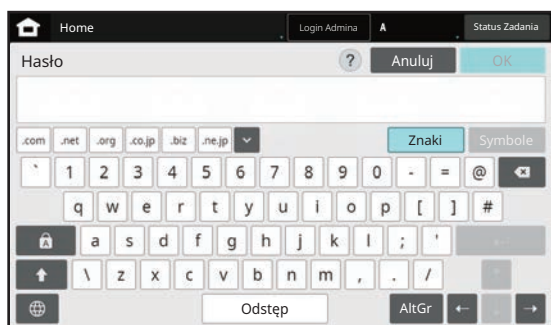 Home Login Admina A Status Zadania
Hasło ? Anuluj OK
.com .net .org .co.jp .biz .ne.jp Znaki Symbole
` 1 2 3 4 5 6 7 8 9 0 - = @
q w e r t y u i o p [ ] #
A a s d f g h j k l ; '
\ z x c v b n m , . /
Odstęp AltGr